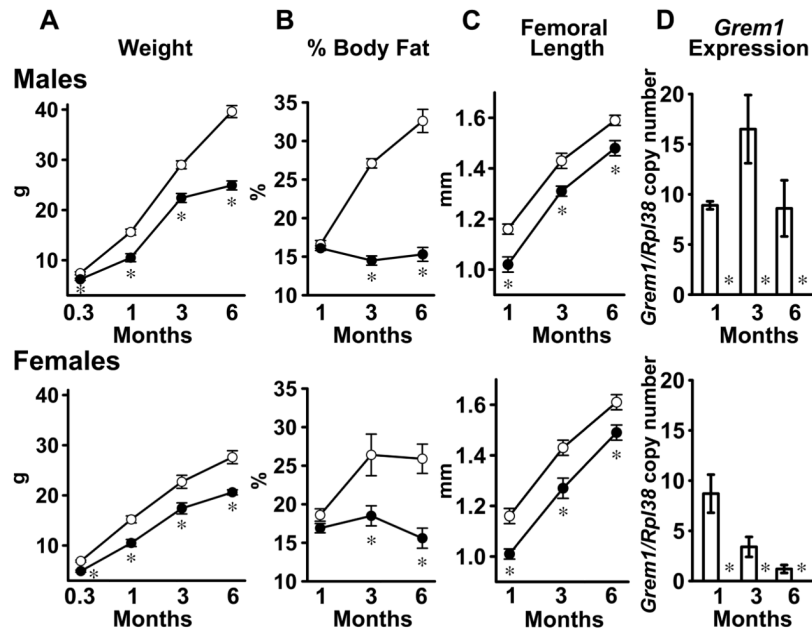 A
Weight
B
% Body Fat
C
Femoral
Length
D
Grem1
Expression
Males
g
40
30
20
10
0.3 1 3 6
Months
%
35
30
25
20
15
10
1 3 6
Months
mm
1.6
1.4
1.2
1.0
1 3 6
Months
Grem1/Rpl38 copy number
20
15
10
5
0
* * *
1 3 6
Months
* * * *
* *
* * *
Females
g
40
30
20
10
* * * *
0.3 1 3 6
Months
%
35
30
25
20
15
10
* *
1 3 6
Months
mm
1.6
1.4
1.2
1.0
* * *
1 3 6
Months
Grem1/Rpl38 copy number
20
15
10
5
0
* * *
1 3 6
Months